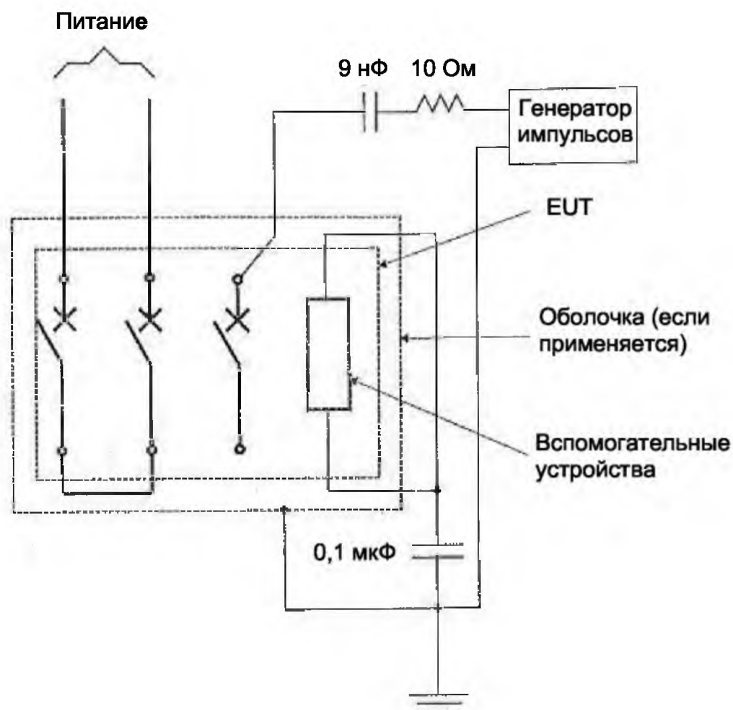 Питание
9 нФ 10 Ом
Генератор
импульсов
EUT
Оболочка (если
применяется)
Вспомогательные
устройства
0,1 мкФ